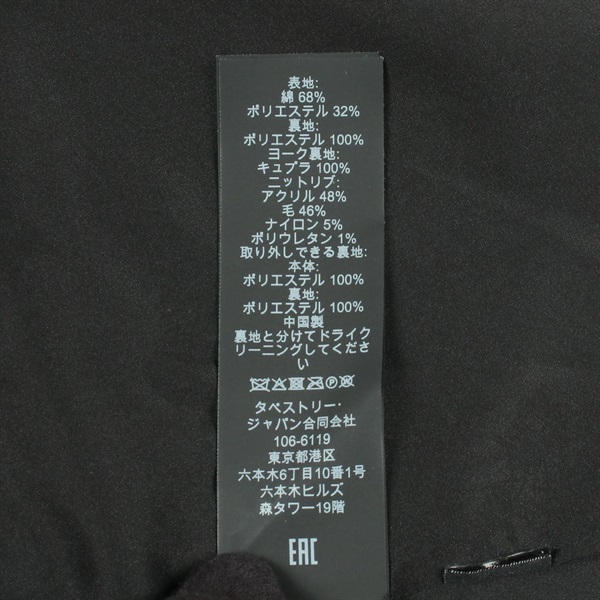 表地:
綿 68%
ポリエステル 32%
裏地:
ポリエステル 100%
ヨーク裏地:
キュプラ 100%
ニットリブ:
アクリル 48%
毛 46%
ナイロン 5%
ポリウレタン 1%
取り外しできる裏地:
本体:
ポリエステル 100%
裏地:
ポリエステル 100%
中国製
裏地と分けてドライク
リーニングしてくださ
い
タペストリー・
ジャパン合同会社
106-6119
東京都港区
六本木6丁目10番1号
六本木ヒルズ
森タワー19階
EAC